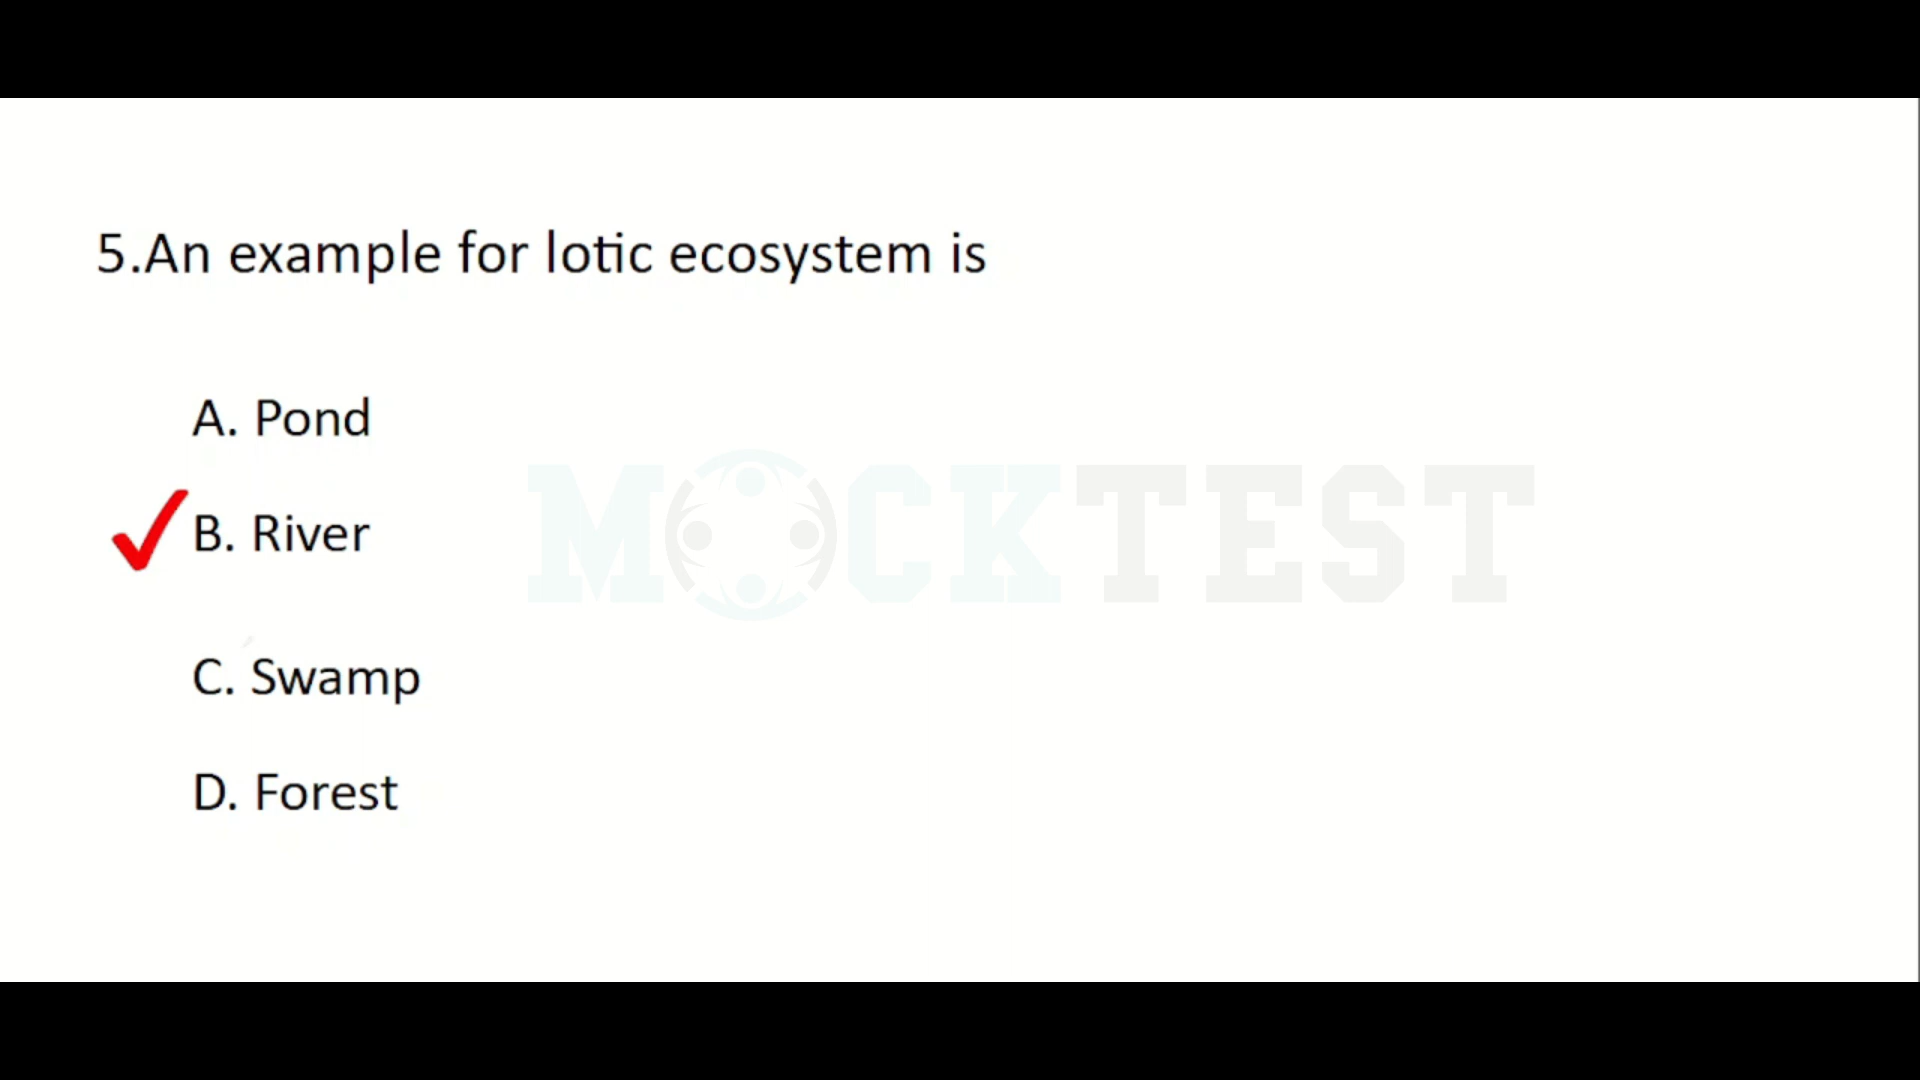 5.An example for lotic ecosystem is
A. Pond
B. River
MOCKTEST
C. Swamp
D. Forest